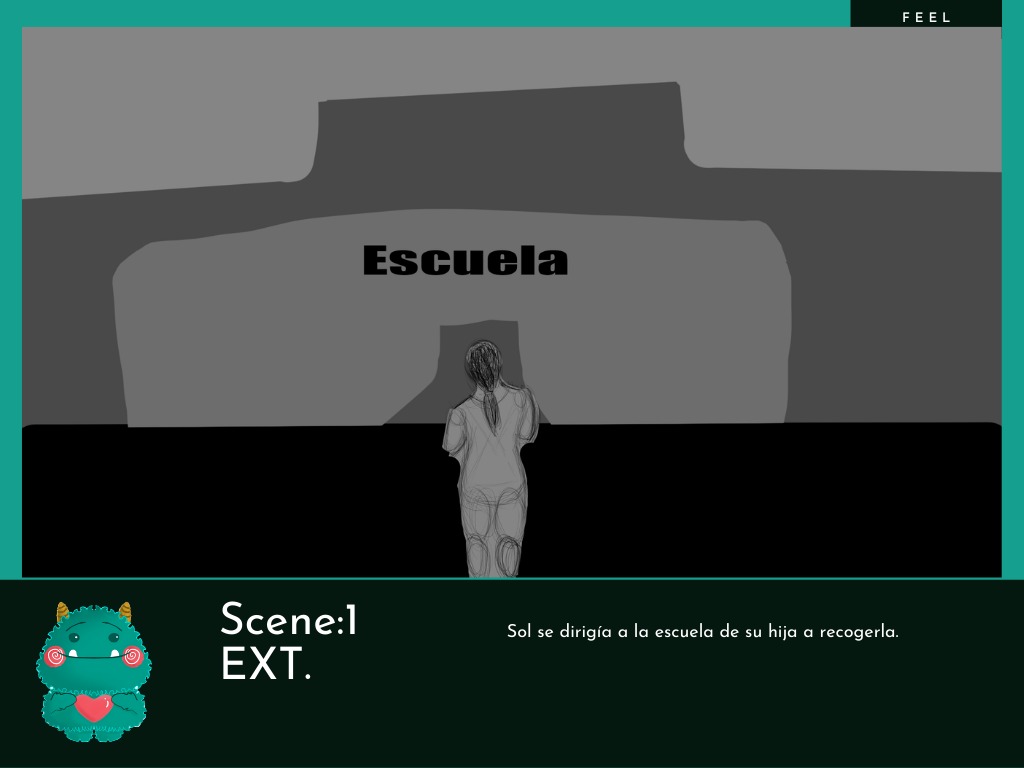 FEEL
Escuela
Scene:1
EXT.
Sol se dirigía a la escuela de su hija a recogerla.